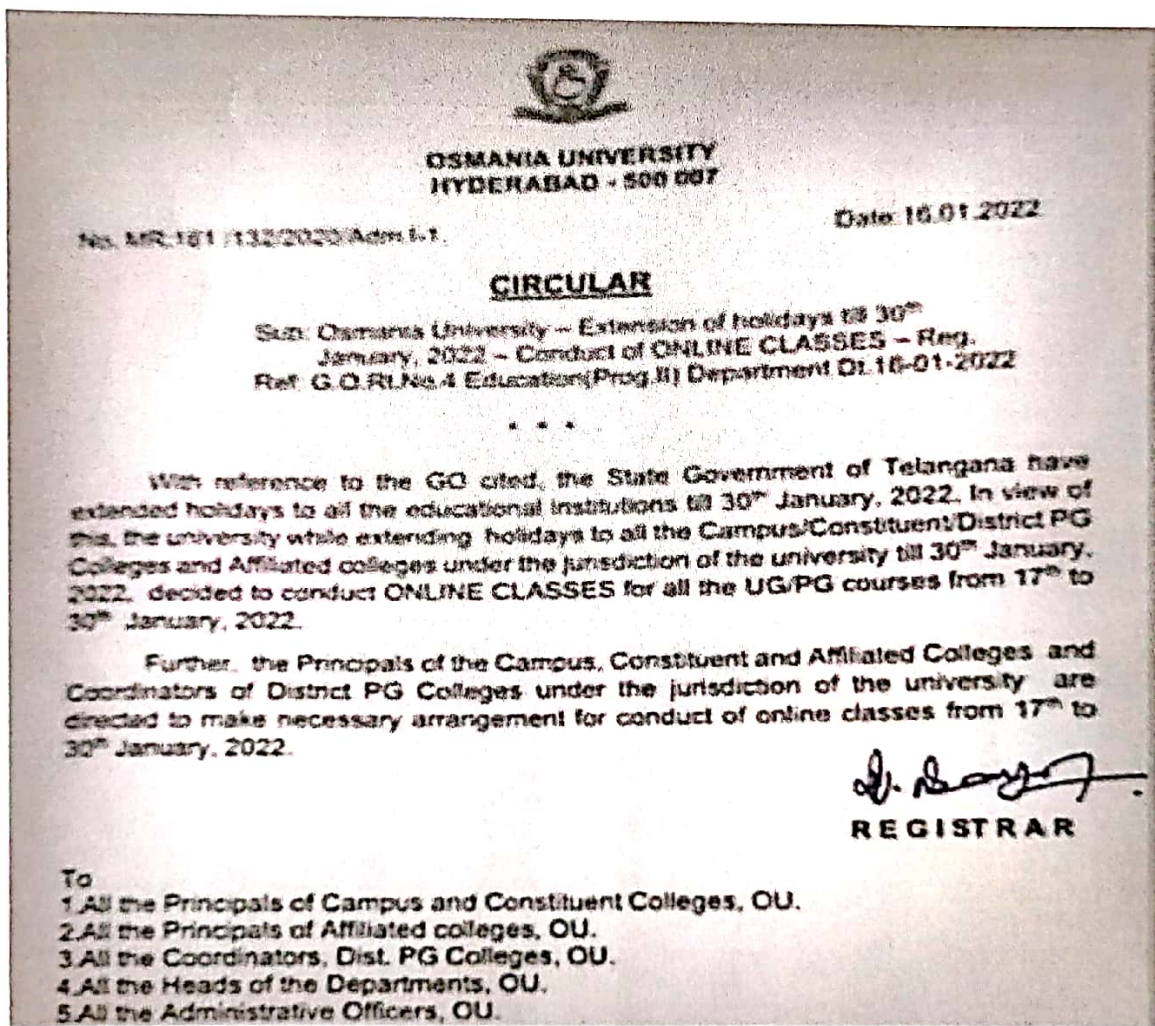 OSMANIA UNIVERSITY
HYDERABAD - 500 007
Date: 16.01.2022
No. MR.181 /132/2020/Adm.I-1.
CIRCULAR
Sub: Osmania University – Extension of holidays till 30th
January, 2022 – Conduct of ONLINE CLASSES – Reg.
Ref: G.O.Rt.No.4 Education(Prog.II) Department Dt.16-01-2022
* * *
With reference to the GO cited, the State Government of Telangana have
extended holidays to all the educational institutions till 30th January, 2022. In view of
this, the university while extending holidays to all the Campus/Constituent/District PG
Colleges and Affiliated colleges under the jurisdiction of the university till 30th January,
2022, decided to conduct ONLINE CLASSES for all the UG/PG courses from 17th to
30th January, 2022.
Further, the Principals of the Campus, Constituent and Affiliated Colleges and
Coordinators of District PG Colleges under the jurisdiction of the university are
directed to make necessary arrangement for conduct of online classes from 17th to
30th January, 2022.
REGISTRAR
To
1.All the Principals of Campus and Constituent Colleges, OU.
2.All the Principals of Affiliated colleges, OU.
3.All the Coordinators, Dist. PG Colleges, OU.
4.All the Heads of the Departments, OU.
5.All the Administrative Officers, OU.